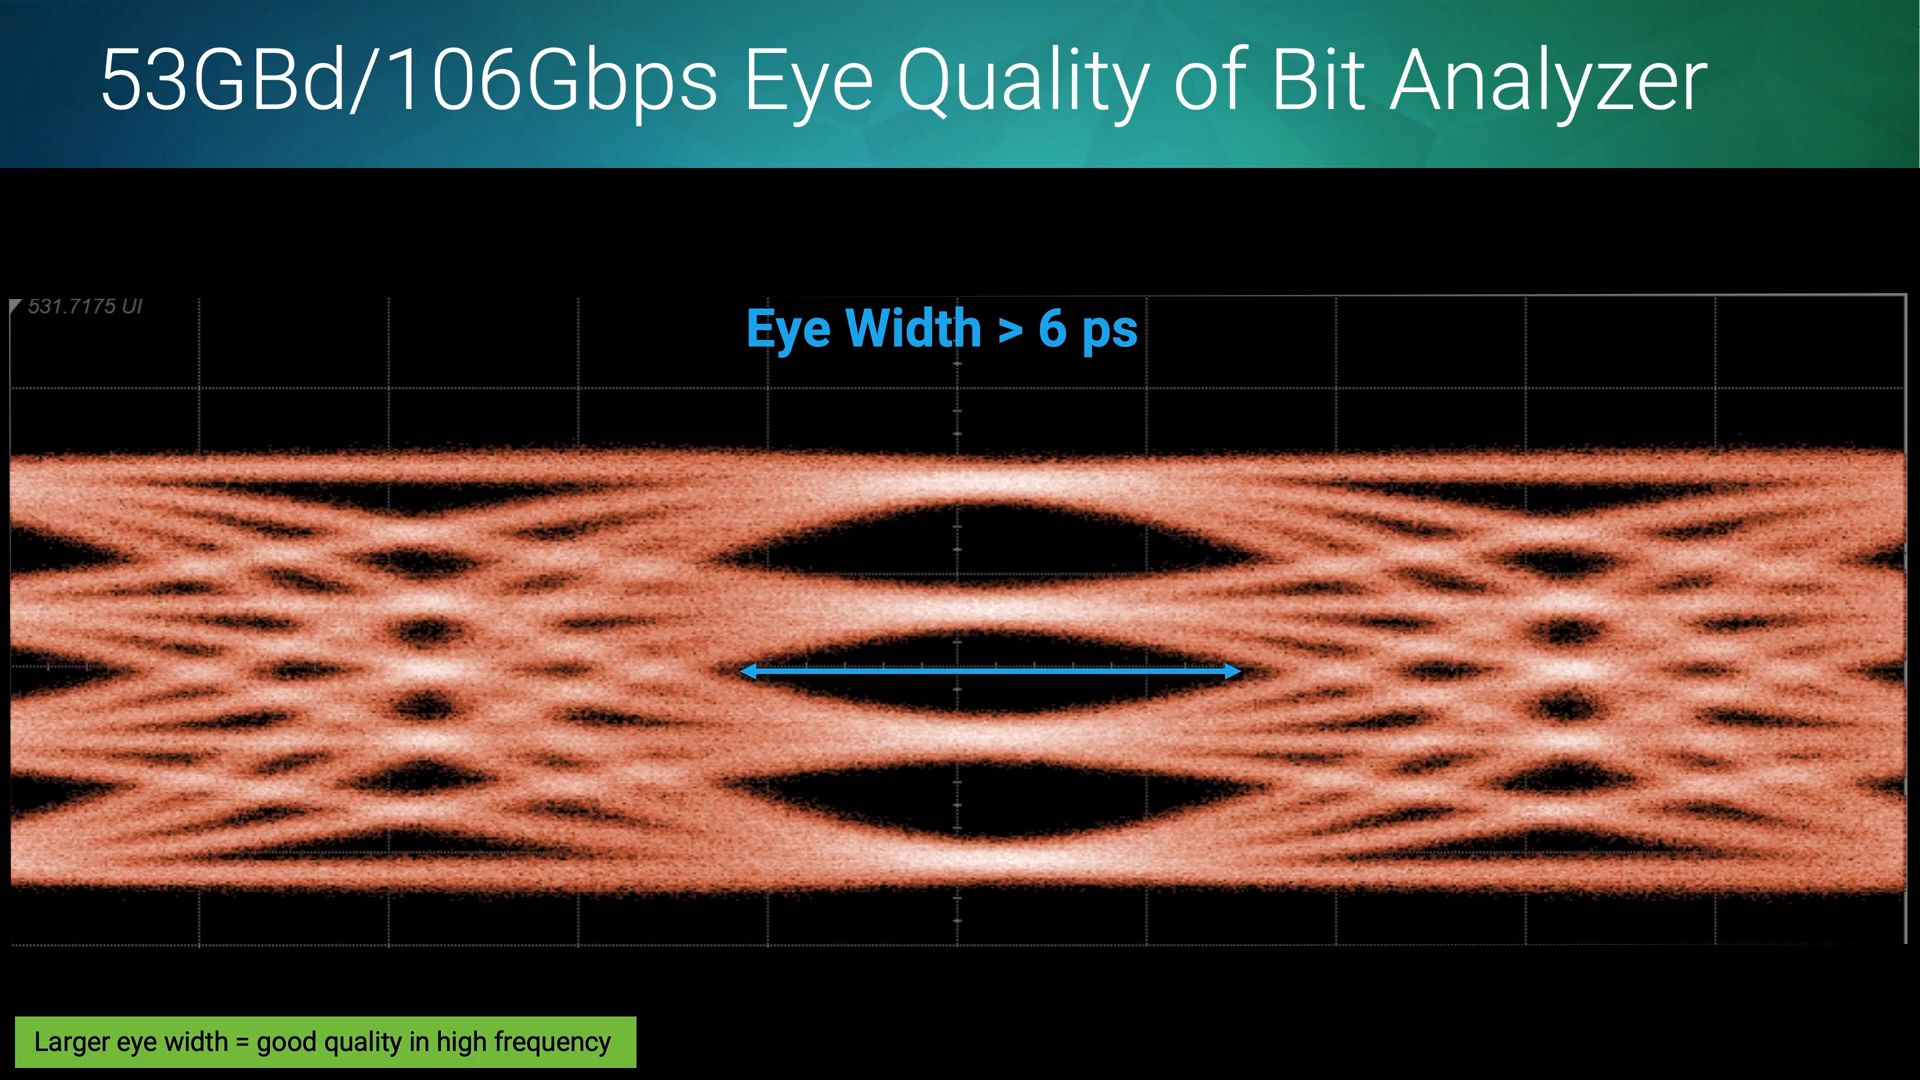 53GBd/106Gbps Eye Quality of Bit Analyzer
531.7175 UI
Eye Width > 6 ps
Larger eye width = good quality in high frequency